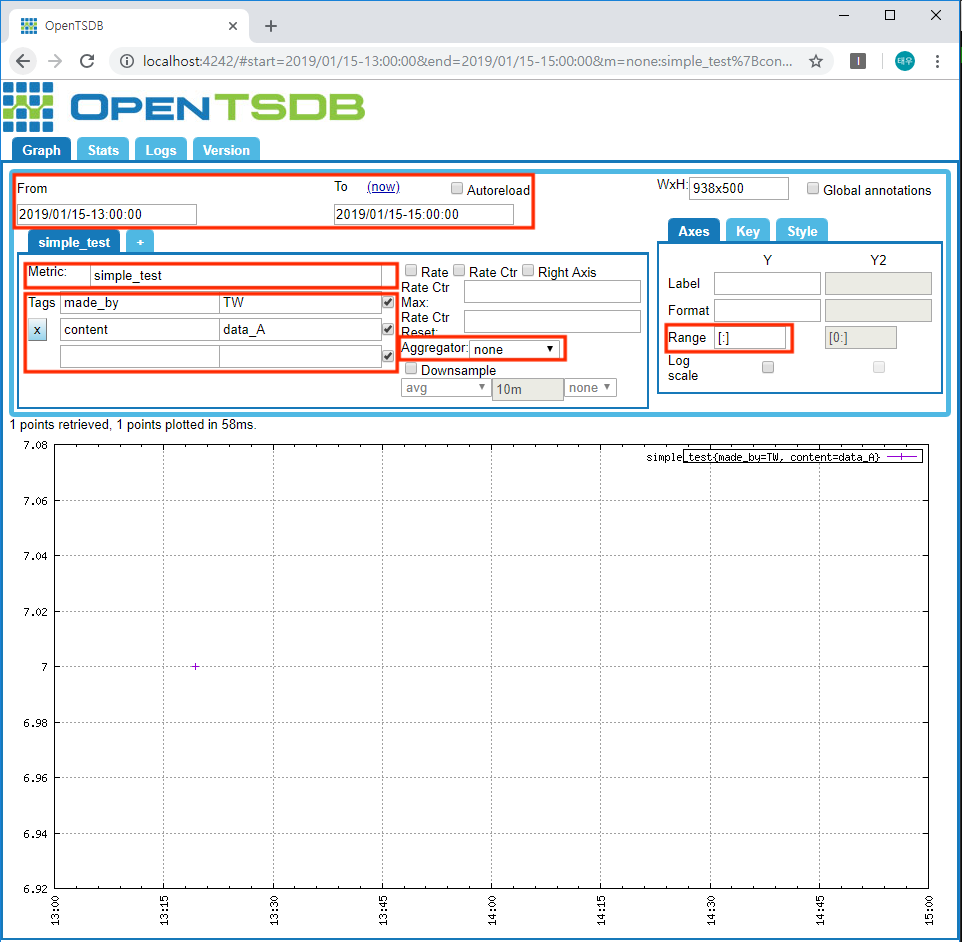 OpenTSDB
localhost:4242/#start=2019/01/15-13:00:00&end=2019/01/15-15:00:00&m=none:simple_test%7Bcon... I 태우
OPENTSDB
Graph Stats Logs Version
From To (now) Autoreload WxH: 938x500 Global annotations
2019/01/15-13:00:00 2019/01/15-15:00:00
simple_test + Axes Key Style
Metric: simple_test Rate Rate Ctr Right Axis Y Y2
Tags made_by TW Rate Ctr Max: Label
x content data_A Rate Ctr Reset: Format
Aggregator: none Range [:] [0:]
Downsample Log scale
avg 10m none
1 points retrieved, 1 points plotted in 58ms.
simple_test{made_by=TW, content=data_A}
7.08
7.06
7.04
7.02
7
6.98
6.96
6.94
6.92
13:00 13:15 13:30 13:45 14:00 14:15 14:30 14:45 15:00